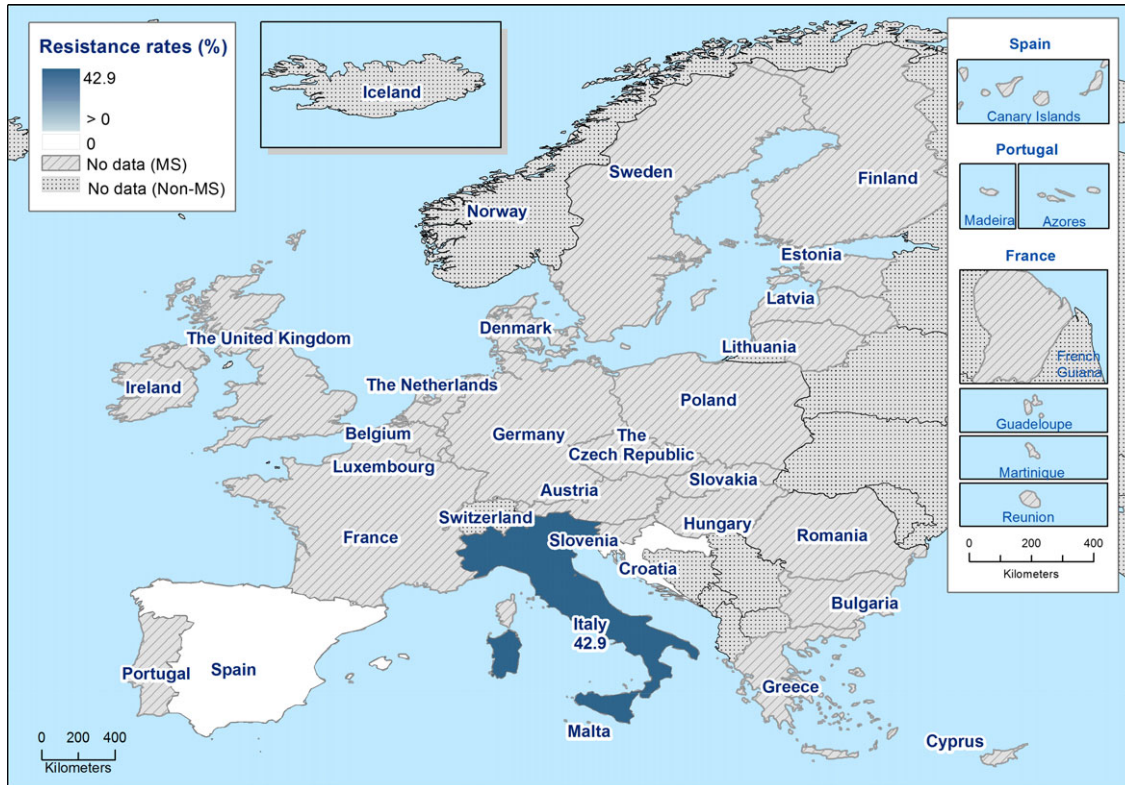 Resistance rates (%)
42.9
> 0
0
No data (MS)
No data (Non-MS)
Iceland
Sweden
Finland
Norway
Estonia
Latvia
Denmark
Lithuania
The United Kingdom
Ireland
The Netherlands
Poland
Belgium
Germany
The
Czech Republic
Luxembourg
Slovakia
Austria
Switzerland
Hungary
France
Slovenia
Romania
Croatia
Bulgaria
Italy
42.9
Portugal
Spain
Greece
Malta
Cyprus
0 200 400
Kilometers
Spain
Canary Islands
Portugal
Madeira
Azores
France
French
Guiana
Guadeloupe
Martinique
Reunion
0 200 400
Kilometers